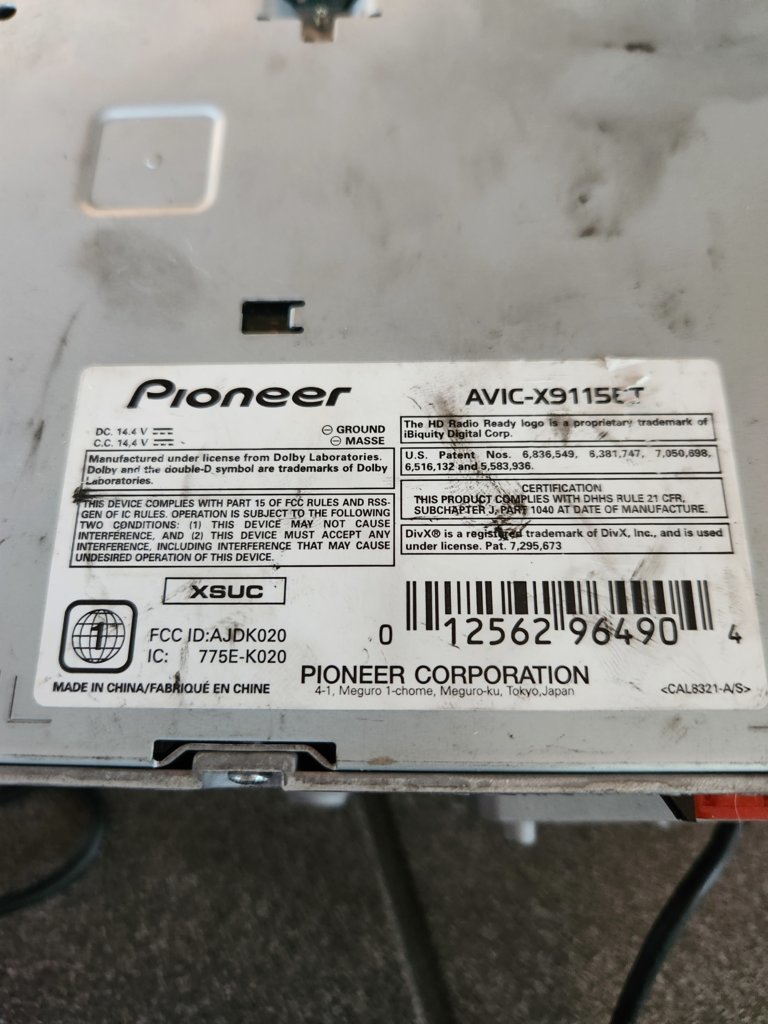 Pioneer
AVIC-X9115BT
DC. 14.4 V
C.C. 14,4 V
⊖ GROUND
⊖ MASSE
Manufactured under license from Dolby Laboratories.
Dolby and the double-D symbol are trademarks of Dolby
Laboratories.
THIS DEVICE COMPLIES WITH PART 15 OF FCC RULES AND RSS-
GEN OF IC RULES. OPERATION IS SUBJECT TO THE FOLLOWING
TWO CONDITIONS: (1) THIS DEVICE MAY NOT CAUSE
INTERFERENCE, AND (2) THIS DEVICE MUST ACCEPT ANY
INTERFERENCE, INCLUDING INTERFERENCE THAT MAY CAUSE
UNDESIRED OPERATION OF THIS DEVICE.
The HD Radio Ready logo is a proprietary trademark of
iBiquity Digital Corp.
U.S. Patent Nos. 6,836,549, 6,381,747, 7,050,698,
6,516,132 and 5,583,936.
CERTIFICATION
THIS PRODUCT COMPLIES WITH DHHS RULE 21 CFR,
SUBCHAPTER J, PART 1040 AT DATE OF MANUFACTURE.
DivX® is a registered trademark of DivX, Inc., and is used
under license. Pat. 7,295,673
XSUC
1
FCC ID:AJDK020
IC: 775E-K020
0 12562 96490 4
MADE IN CHINA/FABRIQUÉ EN CHINE
PIONEER CORPORATION
4-1, Meguro 1-chome, Meguro-ku, Tokyo,Japan
<CAL8321-A/S>